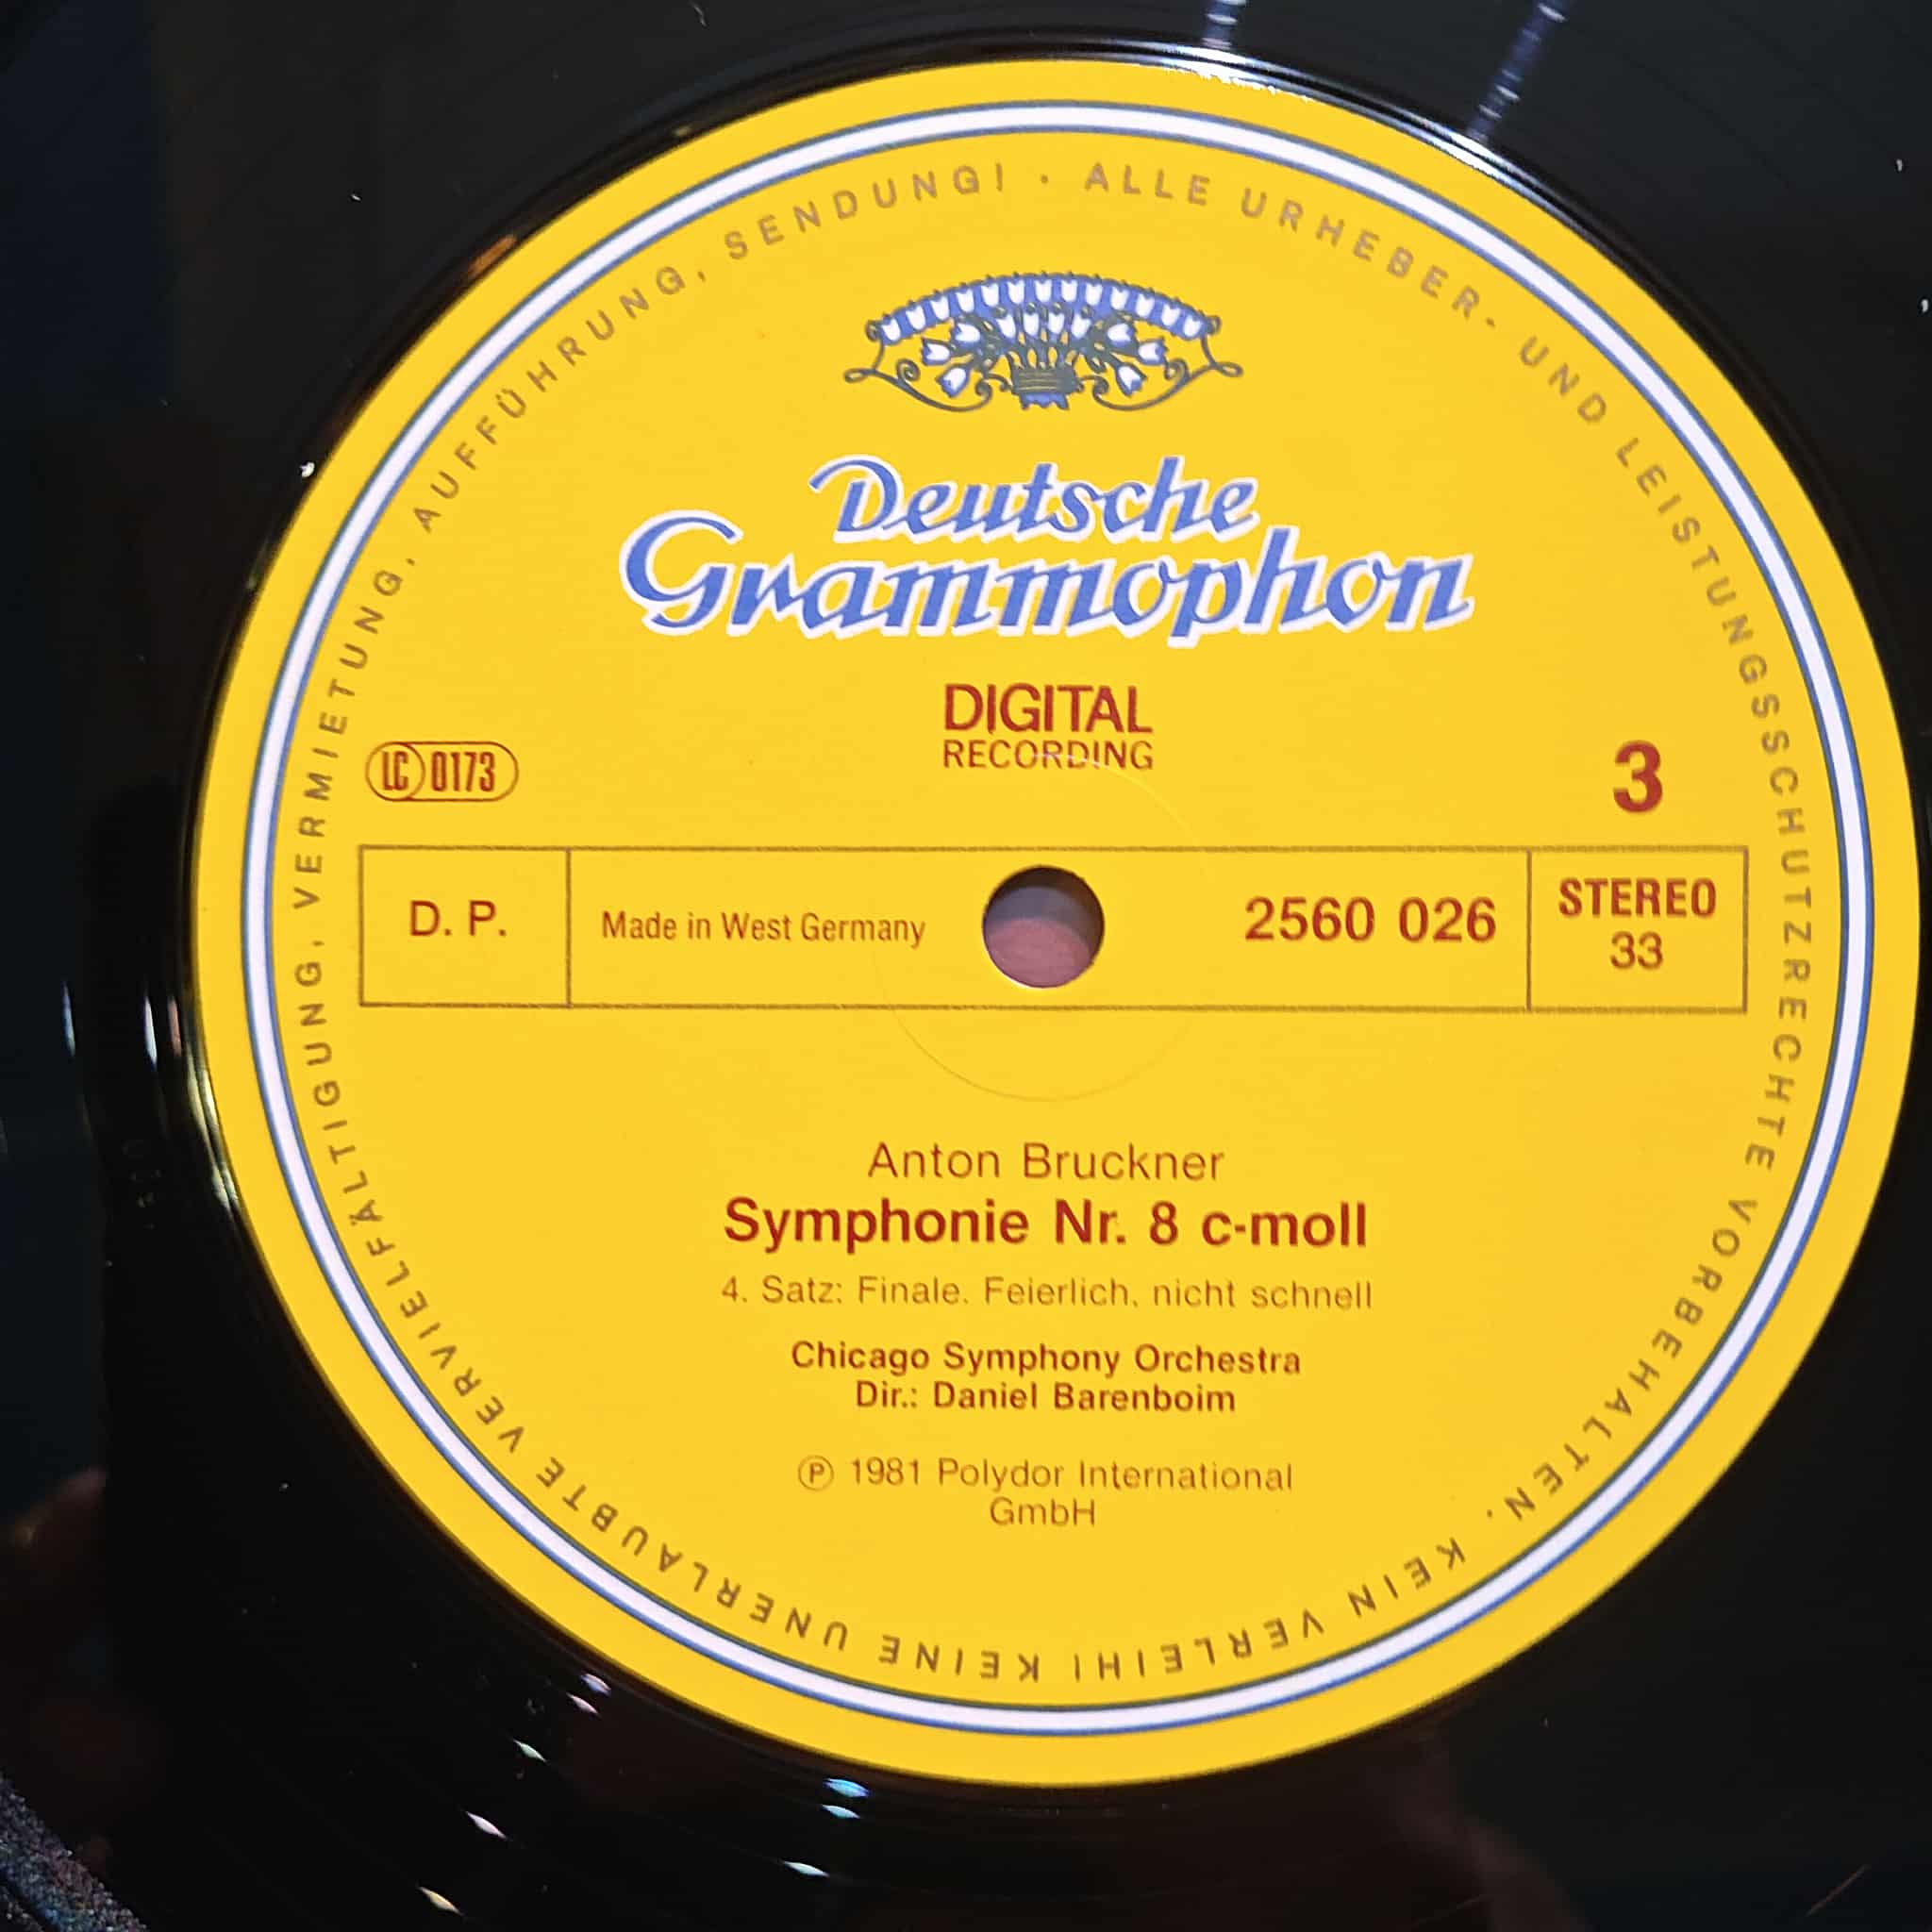 ALLE URHEBER- UND LEISTUNGSSCHUTZRECHTE VORBEHALTEN. KEIN VERLEIH! KEINE UNERLAUBTE VERVIELFÄLTIGUNG, VERMIETUNG, AUFFÜHRUNG, SENDUNG! ·
Deutsche
Grammophon
DIGITAL
RECORDING
LC 0173
3
D. P.
Made in West Germany
2560 026
STEREO
33
Anton Bruckner
Symphonie Nr. 8 c-moll
4. Satz: Finale. Feierlich, nicht schnell
Chicago Symphony Orchestra
Dir.: Daniel Barenboim
Ⓟ 1981 Polydor International
GmbH